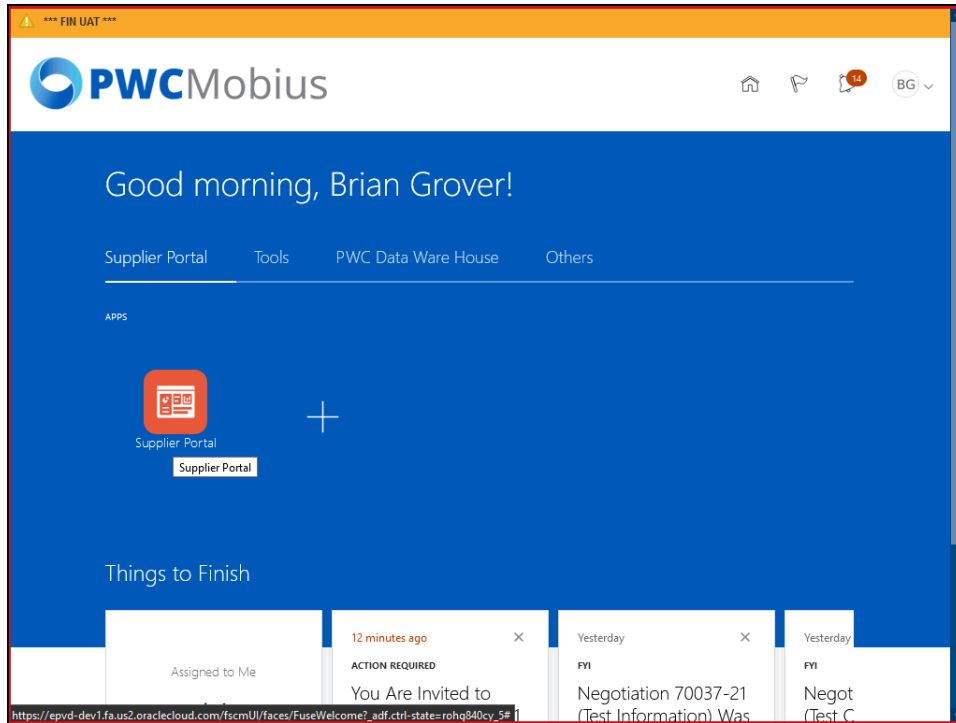 *** FIN UAT ***
PWCMobius
14
BG
Good morning, Brian Grover!
Supplier Portal Tools PWC Data Ware House Others
APPS
Supplier Portal
Supplier Portal
Things to Finish
Assigned to Me
12 minutes ago
ACTION REQUIRED
You Are Invited to
1
Yesterday
FYI
Negotiation 70037-21
(Test Information) Was
Yesterday
FYI
Negot
(Test C
https://epvd-dev1.fa.us2.oraclecloud.com/fscmUI/faces/FuseWelcome?_adf.ctrl-state=rohq840cy_5#